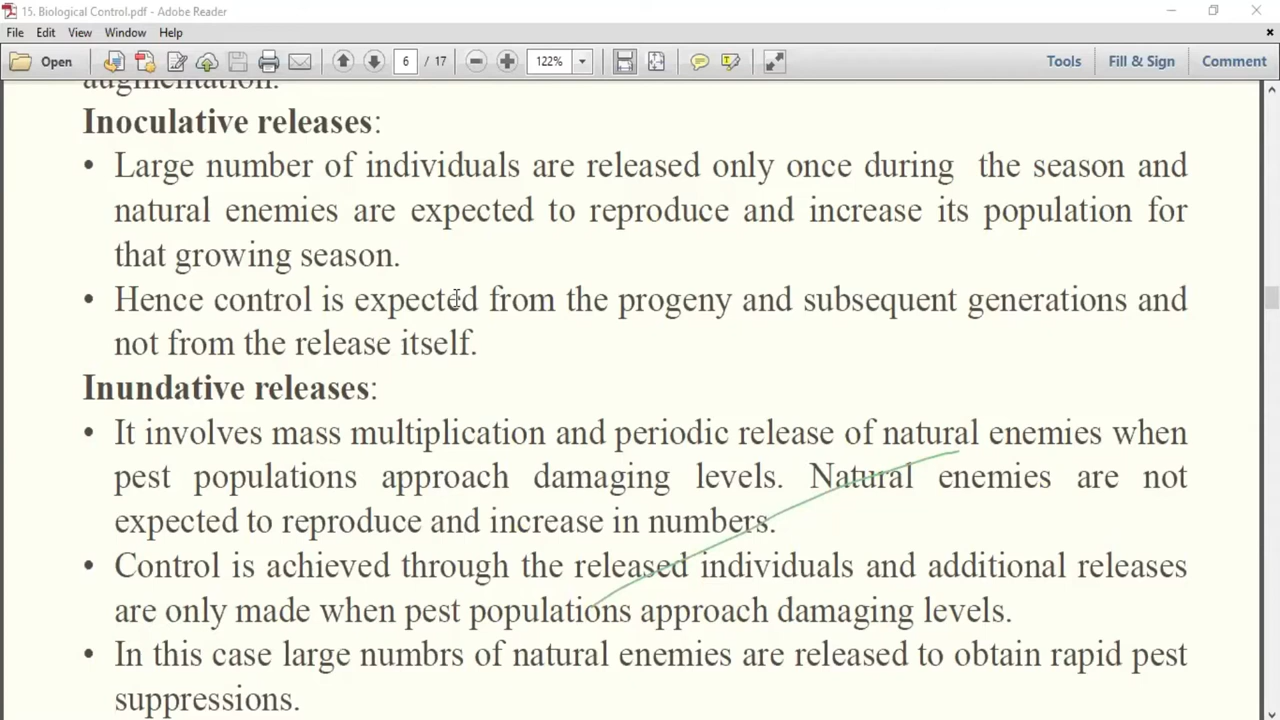 15. Biological Control.pdf - Adobe Reader
File Edit View Window Help
Open 6 / 17 122% Tools Fill & Sign Comment
augmentation.
Inoculative releases:
• Large number of individuals are released only once during the season and
natural enemies are expected to reproduce and increase its population for
that growing season.
• Hence control is expected from the progeny and subsequent generations and
not from the release itself.
Inundative releases:
• It involves mass multiplication and periodic release of natural enemies when
pest populations approach damaging levels. Natural enemies are not
expected to reproduce and increase in numbers.
• Control is achieved through the released individuals and additional releases
are only made when pest populations approach damaging levels.
• In this case large numbrs of natural enemies are released to obtain rapid pest
suppressions.